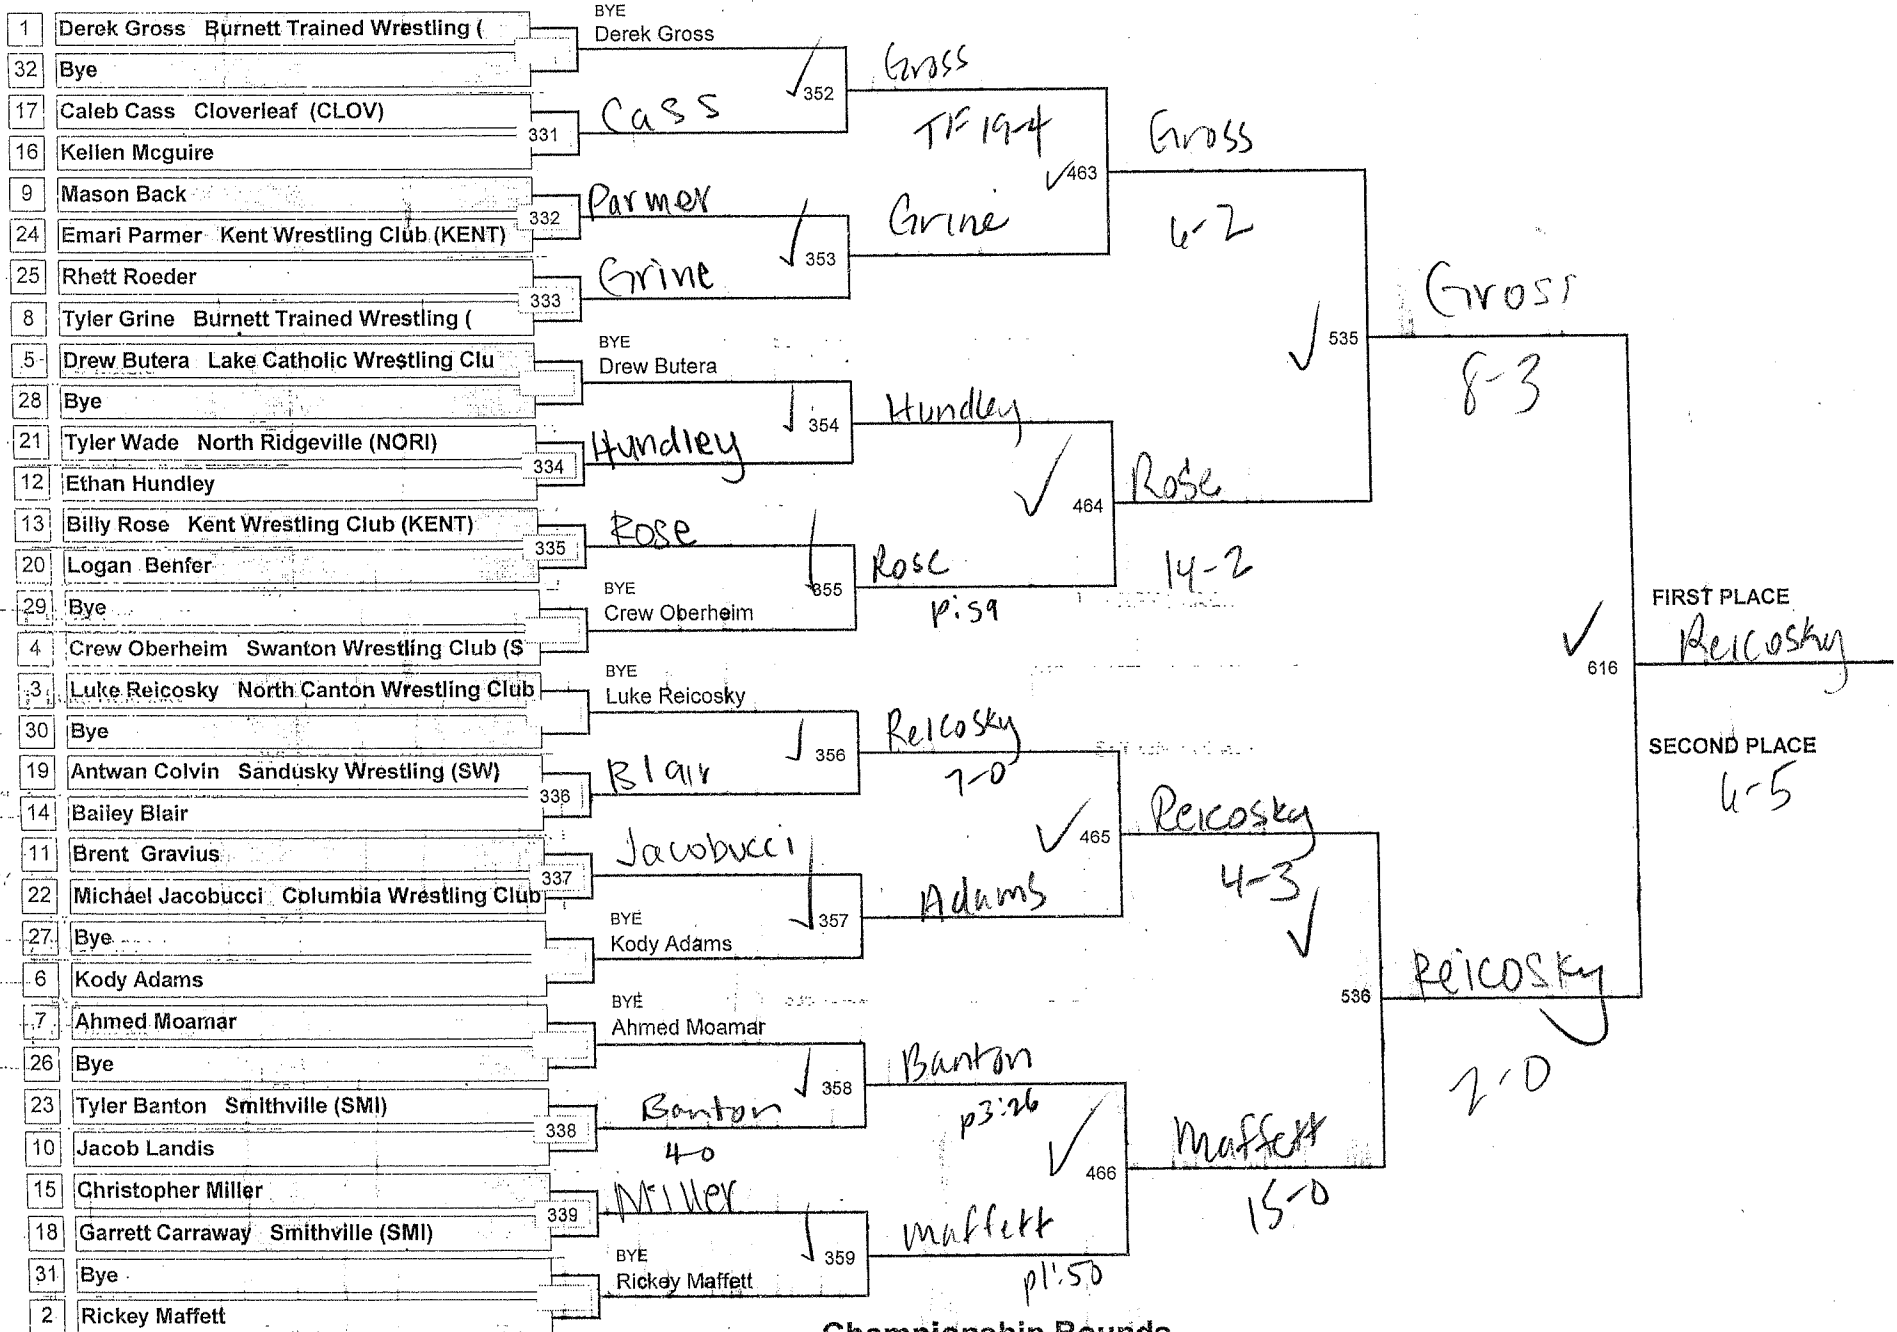 1 Derek Gross Burnett Trained Wrestling (
32 Bye
17 Caleb Cass Cloverleaf (CLOV)
16 Kellen Mcguire
9 Mason Back
24 Emari Parmer Kent Wrestling Club (KENT)
25 Rhett Roeder
8 Tyler Grine Burnett Trained Wrestling (
5 Drew Butera Lake Catholic Wrestling Clu
28 Bye
21 Tyler Wade North Ridgeville (NORI)
12 Ethan Hundley
13 Billy Rose Kent Wrestling Club (KENT)
20 Logan Benfer
29 Bye
4 Crew Oberheim Swanton Wrestling Club (S
3 Luke Reicosky North Canton Wrestling Club
30 Bye
19 Antwan Colvin Sandusky Wrestling (SW)
14 Bailey Blair
11 Brent Gravius
22 Michael Jacobucci Columbia Wrestling Club
27 Bye
6 Kody Adams
7 Ahmed Moamar
26 Bye
23 Tyler Banton Smithville (SMI)
10 Jacob Landis
15 Christopher Miller
18 Garrett Carraway Smithville (SMI)
31 Bye
2 Rickey Maffett
331
332
333
334
335
336
337
338
339
BYE
Derek Gross
Cass
Parmer
Grine
BYE
Drew Butera
Hundley
Rose
BYE
Crew Oberheim
BYE
Luke Reicosky
Blair
Jacobucci
BYE
Kody Adams
BYE
Ahmed Moamar
Banton
4-0
Miller
BYE
Rickey Maffett
352
353
354
355
356
357
358
359
Gross
TF 19-4
Grine
Hundley
Rose
p:59
Reicosky
7-0
Adams
Banton
p3:26
Maffett
p1:50
463
464
465
466
Gross
6-2
Rose
14-2
Reicosky
4-3
Maffett
15-0
535
536
Gross
8-3
Reicosky
2-0
616
FIRST PLACE
Reicosky
SECOND PLACE
6-5
Championship Rounds